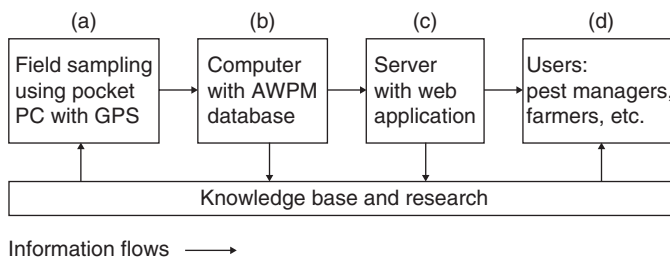 (a)
Field sampling
using pocket
PC with GPS
(b)
Computer
with AWPM
database
(c)
Server
with web
application
(d)
Users:
pest managers,
farmers, etc.
Knowledge base and research
Information flows